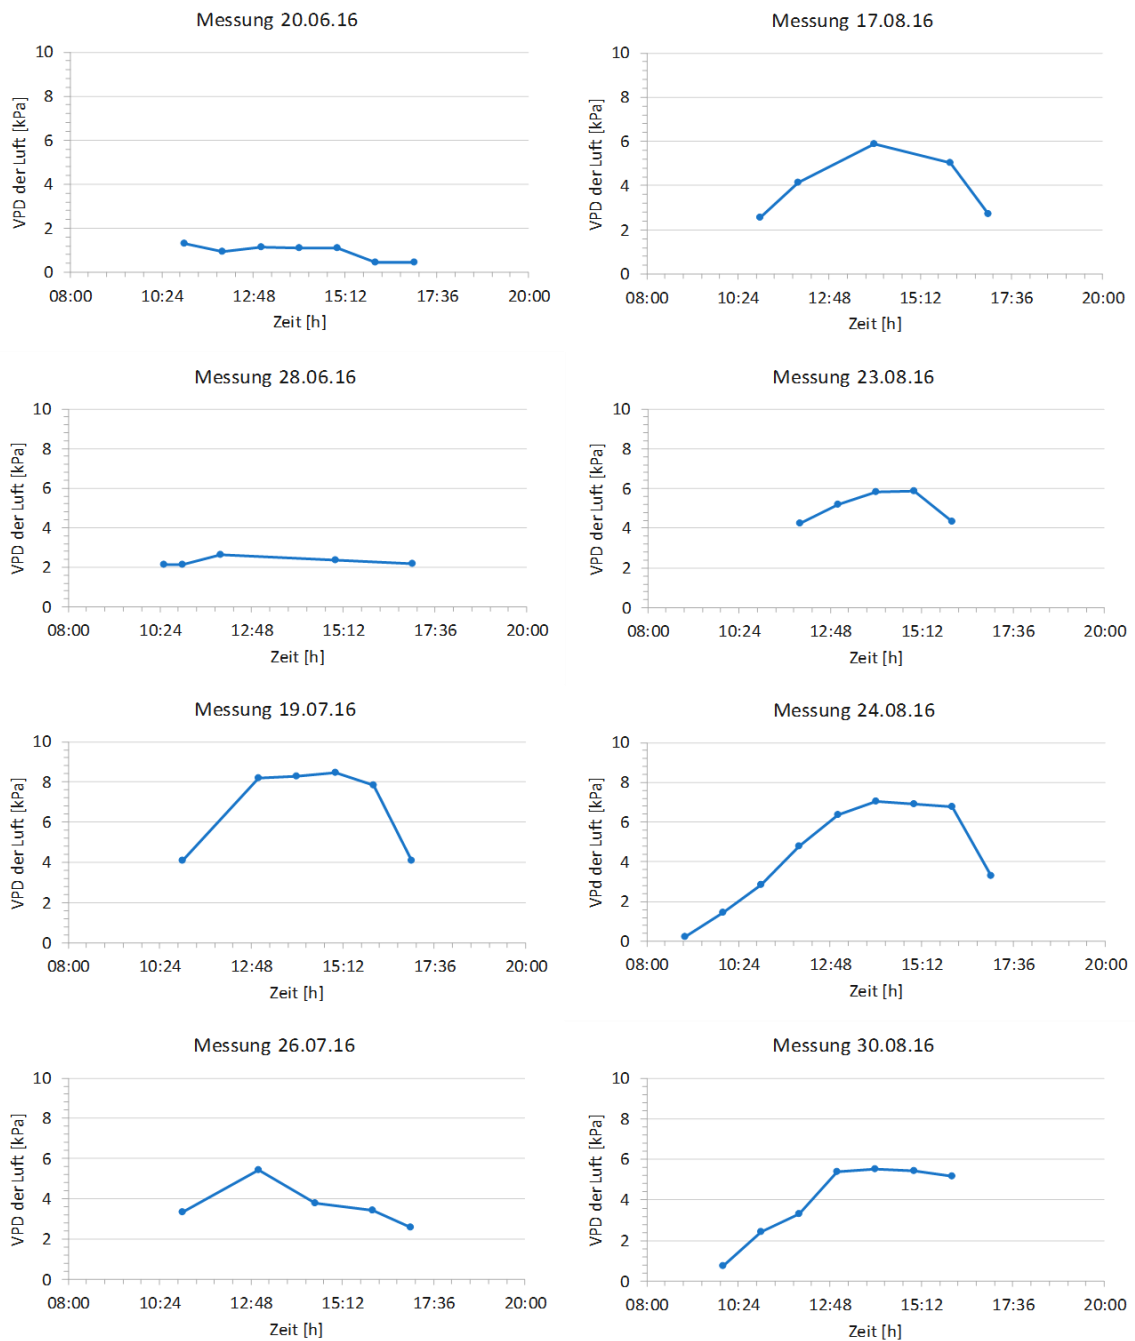 Messung 20.06.16
VPD der Luft [kPa]
10
8
6
4
2
0
08:00 10:24 12:48 15:12 17:36 20:00
Zeit [h]
Messung 17.08.16
VPD der Luft [kPa]
10
8
6
4
2
0
08:00 10:24 12:48 15:12 17:36 20:00
Zeit [h]
Messung 28.06.16
VPD der Luft [kPa]
10
8
6
4
2
0
08:00 10:24 12:48 15:12 17:36 20:00
Zeit [h]
Messung 23.08.16
VPD der Luft [kPa]
10
8
6
4
2
0
08:00 10:24 12:48 15:12 17:36 20:00
Zeit [h]
Messung 19.07.16
VPD der Luft [kPa]
10
8
6
4
2
0
08:00 10:24 12:48 15:12 17:36 20:00
Zeit [h]
Messung 24.08.16
VPd der Luft [kPa]
10
8
6
4
2
0
08:00 10:24 12:48 15:12 17:36 20:00
Zeit [h]
Messung 26.07.16
VPD der Luft [kPa]
10
8
6
4
2
0
08:00 10:24 12:48 15:12 17:36 20:00
Zeit [h]
Messung 30.08.16
VPD der Luft [kPa]
10
8
6
4
2
0
08:00 10:24 12:48 15:12 17:36 20:00
Zeit [h]